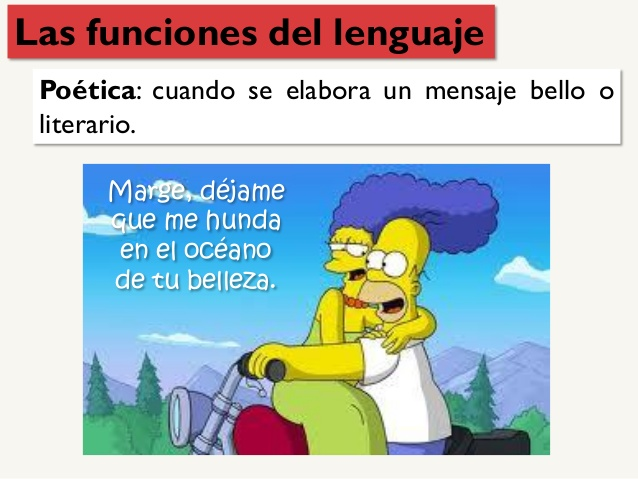 Las funciones del lenguaje
Poética: cuando se elabora un mensaje bello o
literario.
Marge, déjame
que me hunda
en el océano
de tu belleza.